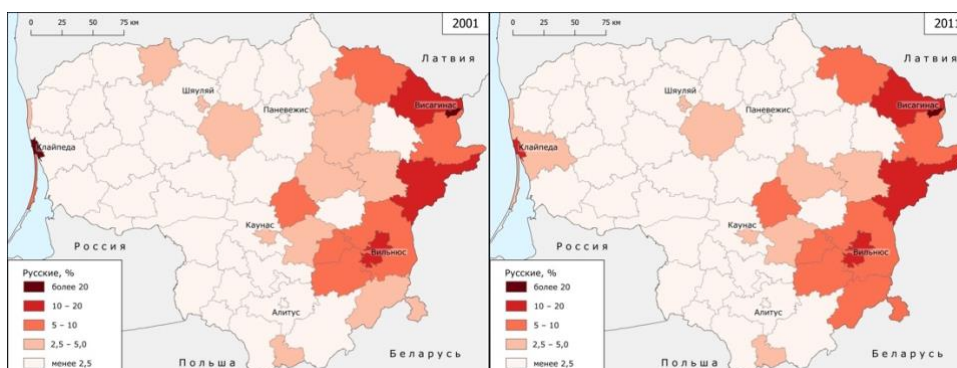 0 25 50 75 км
2001
Латвия
Шяуляй
Паневежис
Висагинас
Клайпеда
Каунас
Вильнюс
Россия
Алитус
Польша
Беларусь
Русские, %
более 20
10 – 20
5 – 10
2,5 – 5,0
менее 2,5
0 25 50 75 км
2011
Латвия
Шяуляй
Паневежис
Висагинас
Клайпеда
Каунас
Вильнюс
Россия
Алитус
Польша
Беларусь
Русские, %
более 20
10 – 20
5 – 10
2,5 – 5,0
менее 2,5